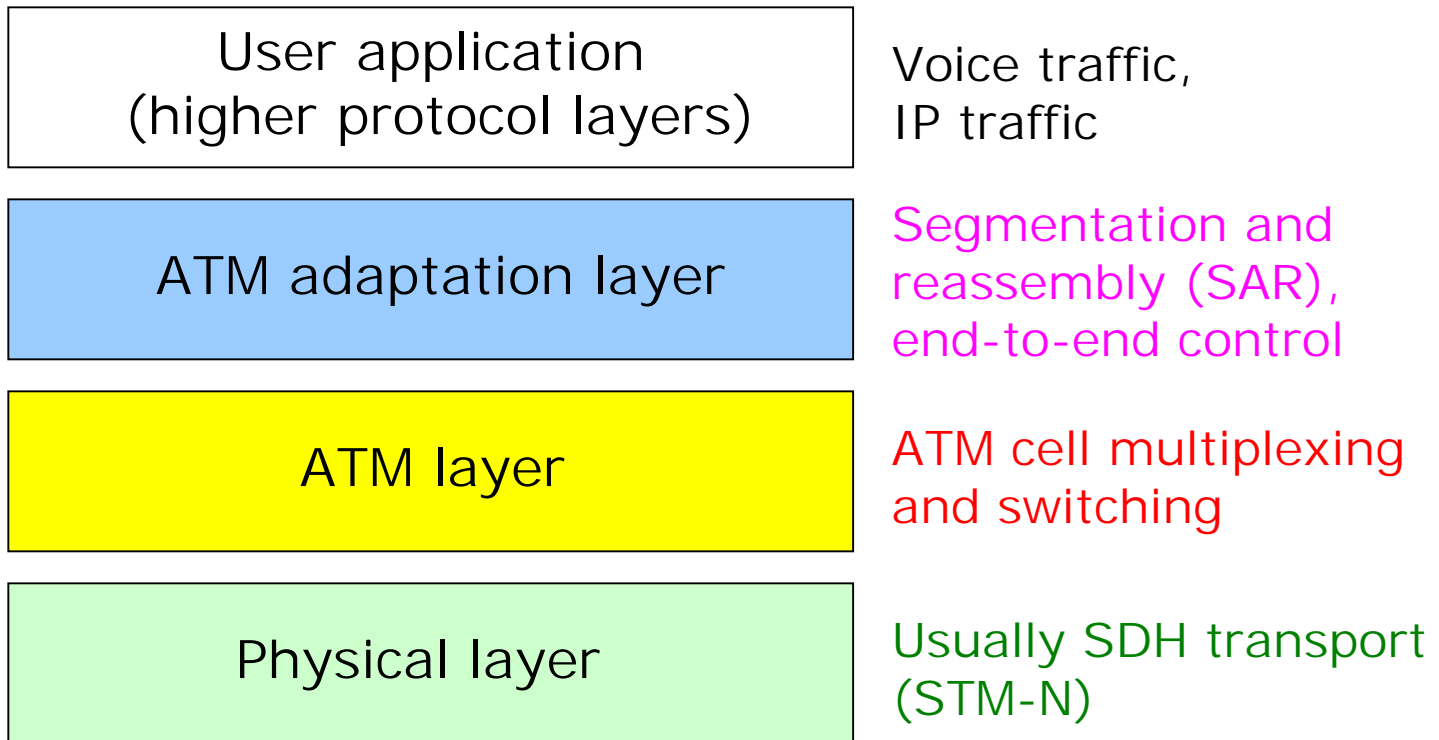 User application
(higher protocol layers)
Voice traffic,
IP traffic
ATM adaptation layer
Segmentation and
reassembly (SAR),
end-to-end control
ATM layer
ATM cell multiplexing
and switching
Physical layer
Usually SDH transport
(STM-N)